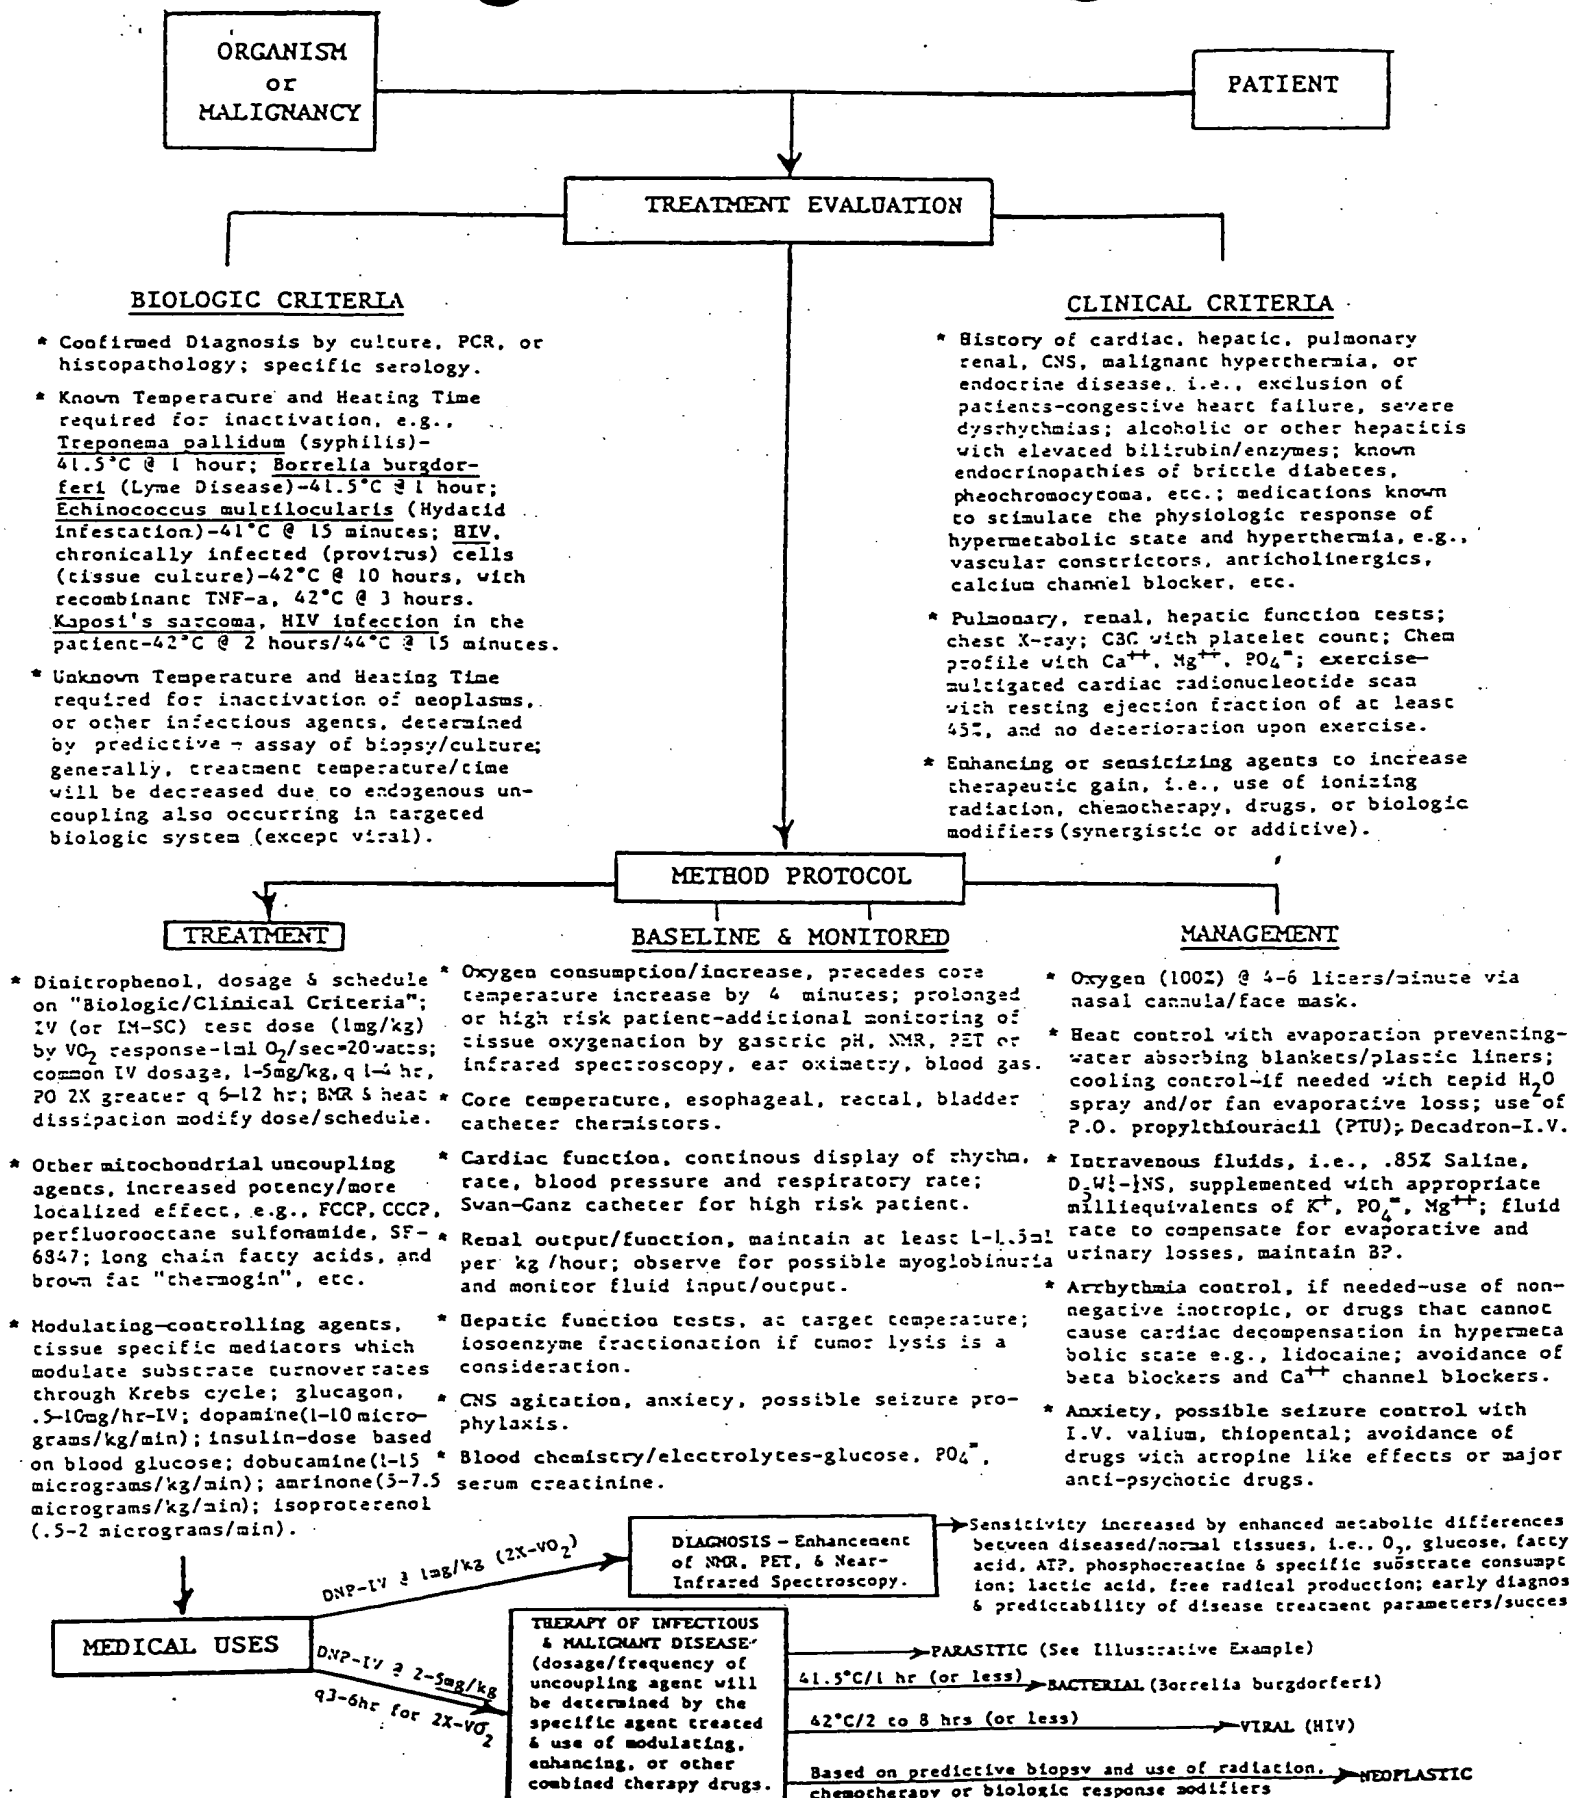 ORGANISM
or
MALIGNANCY
PATIENT
TREATMENT EVALUATION
BIOLOGIC CRITERIA
* Confirmed Diagnosis by culture, PCR, or
histopathology; specific serology.
* Known Temperature and Heating Time
required for inactivation, e.g.,
Treponema pallidum (syphilis)-
41.5°C @ 1 hour; Borrelia burgdor-
feri (Lyme Disease)-41.5°C @ 1 hour;
Echinococcus multilocularis (Hydatid
infestation)-41°C @ 15 minutes; HIV,
chronically infected (provirus) cells
(tissue culture)-42°C @ 10 hours, with
recombinant TNF-a, 42°C @ 3 hours.
Kaposi's sarcoma, HIV infection in the
patient-42°C @ 2 hours/44°C @ 15 minutes.
* Unknown Temperature and Heating Time
required for inactivation of neoplasms,
or other infectious agents, determined
by predictive - assay of biopsy/culture;
generally, treatment temperature/time
will be decreased due to endogenous un-
coupling also occurring in targeted
biologic system (except viral).
CLINICAL CRITERIA
* History of cardiac, hepatic, pulmonary
renal, CNS, malignant hyperthermia, or
endocrine disease, i.e., exclusion of
patients-congestive heart failure, severe
dysrhythmias; alcoholic or other hepatitis
with elevated bilirubin/enzymes; known
endocrinopathies of brittle diabetes,
pheochromocytoma, etc.; medications known
to stimulate the physiologic response of
hypermetabolic state and hyperthermia, e.g.,
vascular constrictors, anticholinergics,
calcium channel blocker, etc.
* Pulmonary, renal, hepatic function tests;
chest X-ray; CBC with platelet count; Chem
profile with Ca⁺⁺, Mg⁺⁺, PO₄⁼; exercise-
multigated cardiac radionucleotide scan
with resting ejection fraction of at least
45%, and no deterioration upon exercise.
* Enhancing or sensitizing agents to increase
therapeutic gain, i.e., use of ionizing
radiation, chemotherapy, drugs, or biologic
modifiers (synergistic or additive).
METHOD PROTOCOL
TREATMENT
* Dinitrophenol, dosage & schedule
on "Biologic/Clinical Criteria";
IV (or IM-SC) test dose (1mg/kg)
by VO₂ response-1ml O₂/sec=20watts;
common IV dosage, 1-5mg/kg, q 1-4 hr,
PO 2X greater q 6-12 hr; BMR & heat
dissipation modify dose/schedule.
* Other mitochondrial uncoupling
agents, increased potency/more
localized effect, e.g., FCCP, CCCP,
perfluorooctane sulfonamide, SF-
6847; long chain fatty acids, and
brown fat "thermogin", etc.
* Modulating-controlling agents,
tissue specific mediators which
modulate substrate turnover rates
through Krebs cycle; glucagon,
.5-10mg/hr-IV; dopamine(1-10 micro-
grams/kg/min); insulin-dose based
on blood glucose; dobutamine(1-15
micrograms/kg/min); amrinone(5-7.5
micrograms/kg/min); isoproterenol
(.5-2 micrograms/min).
BASELINE & MONITORED
* Oxygen consumption/increase, precedes core
temperature increase by 4 minutes; prolonged
or high risk patient-additional monitoring of
tissue oxygenation by gastric pH, NMR, PET or
infrared spectroscopy, ear oximetry, blood gas.
* Core temperature, esophageal, rectal, bladder
catheter thermistors.
* Cardiac function, continous display of rhythm,
rate, blood pressure and respiratory rate;
Swan-Ganz catheter for high risk patient.
* Renal output/function, maintain at least 1-1.5ml
per kg /hour; observe for possible myoglobinuria
and monitor fluid input/output.
* Hepatic function tests, at target temperature;
iosoenzyme fractionation if tumor lysis is a
consideration.
* CNS agitation, anxiety, possible seizure pro-
phylaxis.
* Blood chemistry/electrolytes-glucose, PO₄⁼,
serum creatinine.
MANAGEMENT
* Oxygen (100%) @ 4-6 liters/minute via
nasal cannula/face mask.
* Heat control with evaporation preventing-
water absorbing blankets/plastic liners;
cooling control-if needed with tepid H₂O
spray and/or fan evaporative loss; use of
P.O. propylthiouracil (PTU); Decadron-I.V.
* Intravenous fluids, i.e., .85% Saline,
D₅W½-½NS, supplemented with appropriate
milliequivalents of K⁺, PO₄⁼, Mg⁺⁺; fluid
rate to compensate for evaporative and
urinary losses, maintain BP.
* Arrhythmia control, if needed-use of non-
negative inotropic, or drugs that cannot
cause cardiac decompensation in hypermeta
bolic state e.g., lidocaine; avoidance of
beta blockers and Ca⁺⁺ channel blockers.
* Anxiety, possible seizure control with
I.V. valium, thiopental; avoidance of
drugs with atropine like effects or major
anti-psychotic drugs.
MEDICAL USES
DNP-IV @ 1mg/kg (2X-VO₂)
DIAGNOSIS - Enhancement
of NMR, PET, & Near-
Infrared Spectroscopy.
Sensitivity increased by enhanced metabolic differences
between diseased/normal tissues, i.e., O₂, glucose, fatty
acid, ATP, phosphocreatine & specific substrate consumpt
ion; lactic acid, free radical production; early diagnos
& predictability of disease treatment parameters/succes
DNP-IV @ 2-5mg/kg
q3-6hr for 2X-VO₂
THERAPY OF INFECTIOUS
& MALIGNANT DISEASE
(dosage/frequency of
uncoupling agent will
be determined by the
specific agent treated
& use of modulating,
enhancing, or other
combined therapy drugs.
PARASITIC (See Illustrative Example)
41.5°C/1 hr (or less) BACTERIAL (Borrelia burgdorferi)
42°C/2 to 8 hrs (or less) VIRAL (HIV)
Based on predictive biopsy and use of radiation, NEOPLASTIC
chemotherapy or biologic response modifiers